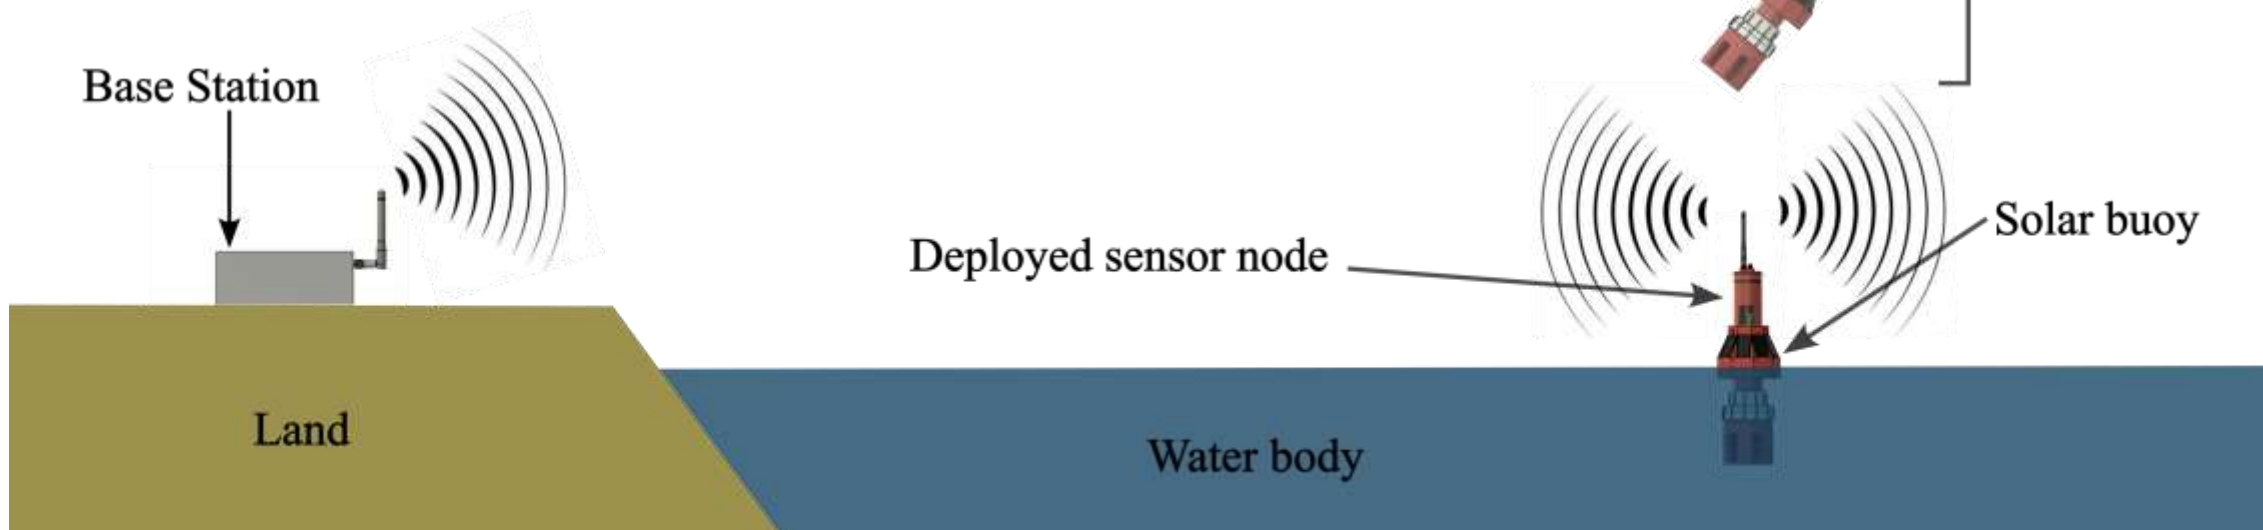 Base Station
Solar buoy
Deployed sensor node
Land
Water body